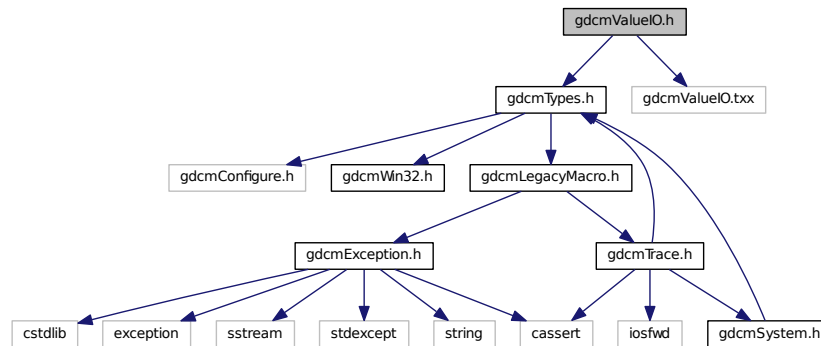 gdcmValueIO.h
gdcmTypes.h
gdcmValueIO.txx
gdcmConfigure.h
gdcmWin32.h
gdcmLegacyMacro.h
gdcmException.h
gdcmTrace.h
cstdlib
exception
sstream
stdexcept
string
cassert
iosfwd
gdcmSystem.h